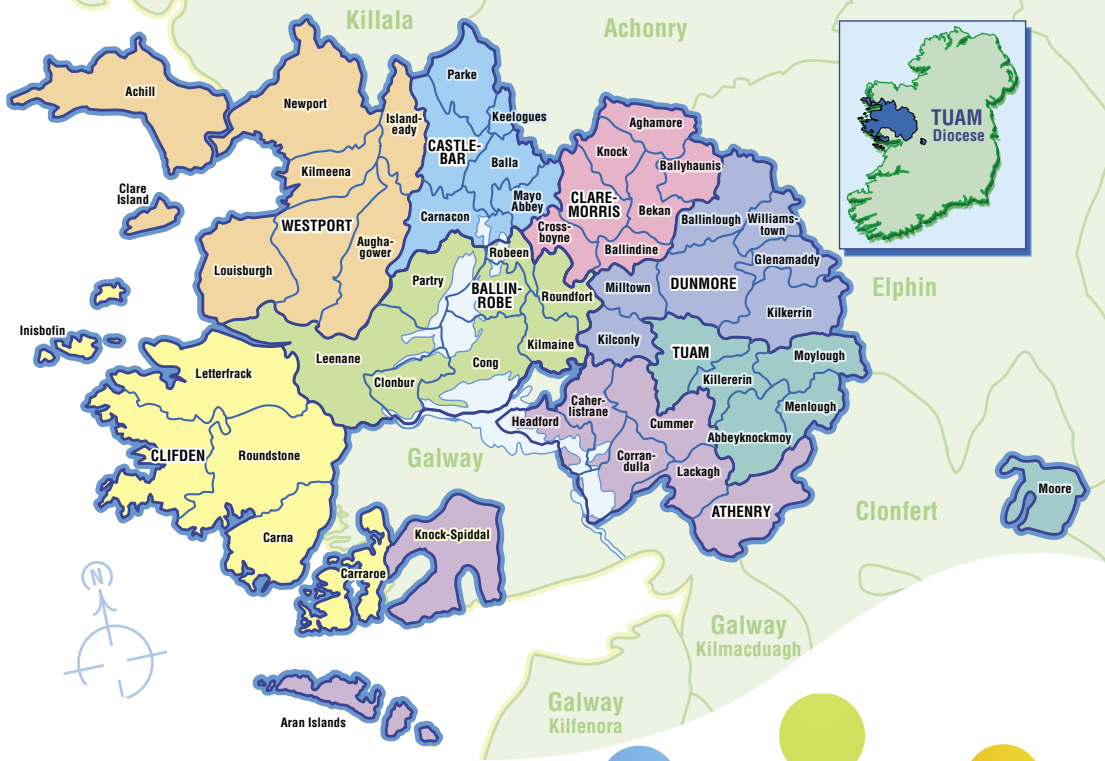 Killala
Achonry
TUAM
Diocese
Achill
Newport
Island-
eady
Parke
Keelogues
CASTLE-
BAR
Balla
Kilmeena
Mayo
Abbey
Carnacon
Clare
Island
WESTPORT
Augha-
gower
Louisburgh
Aghamore
Knock
Ballyhaunis
CLARE-
MORRIS
Bekan
Cross-
boyne
Ballindine
Ballinlough
Williams-
town
Glenamaddy
DUNMORE
Milltown
Kilkerrin
Kilconly
Elphin
Robeen
Partry
BALLIN-
ROBE
Roundfort
Kilmaine
Cong
Leenane
Clonbur
Inisbofin
Letterfrack
CLIFDEN
Roundstone
Carna
Carraroe
TUAM
Moylough
Killererin
Menlough
Abbeyknockmoy
Caher-
listrane
Headford
Cummer
Corran-
dulla
Lackagh
ATHENRY
Galway
Clonfert
Moore
Knock-Spiddal
N
Aran Islands
Galway
Kilmacduagh
Galway
Kilfenora